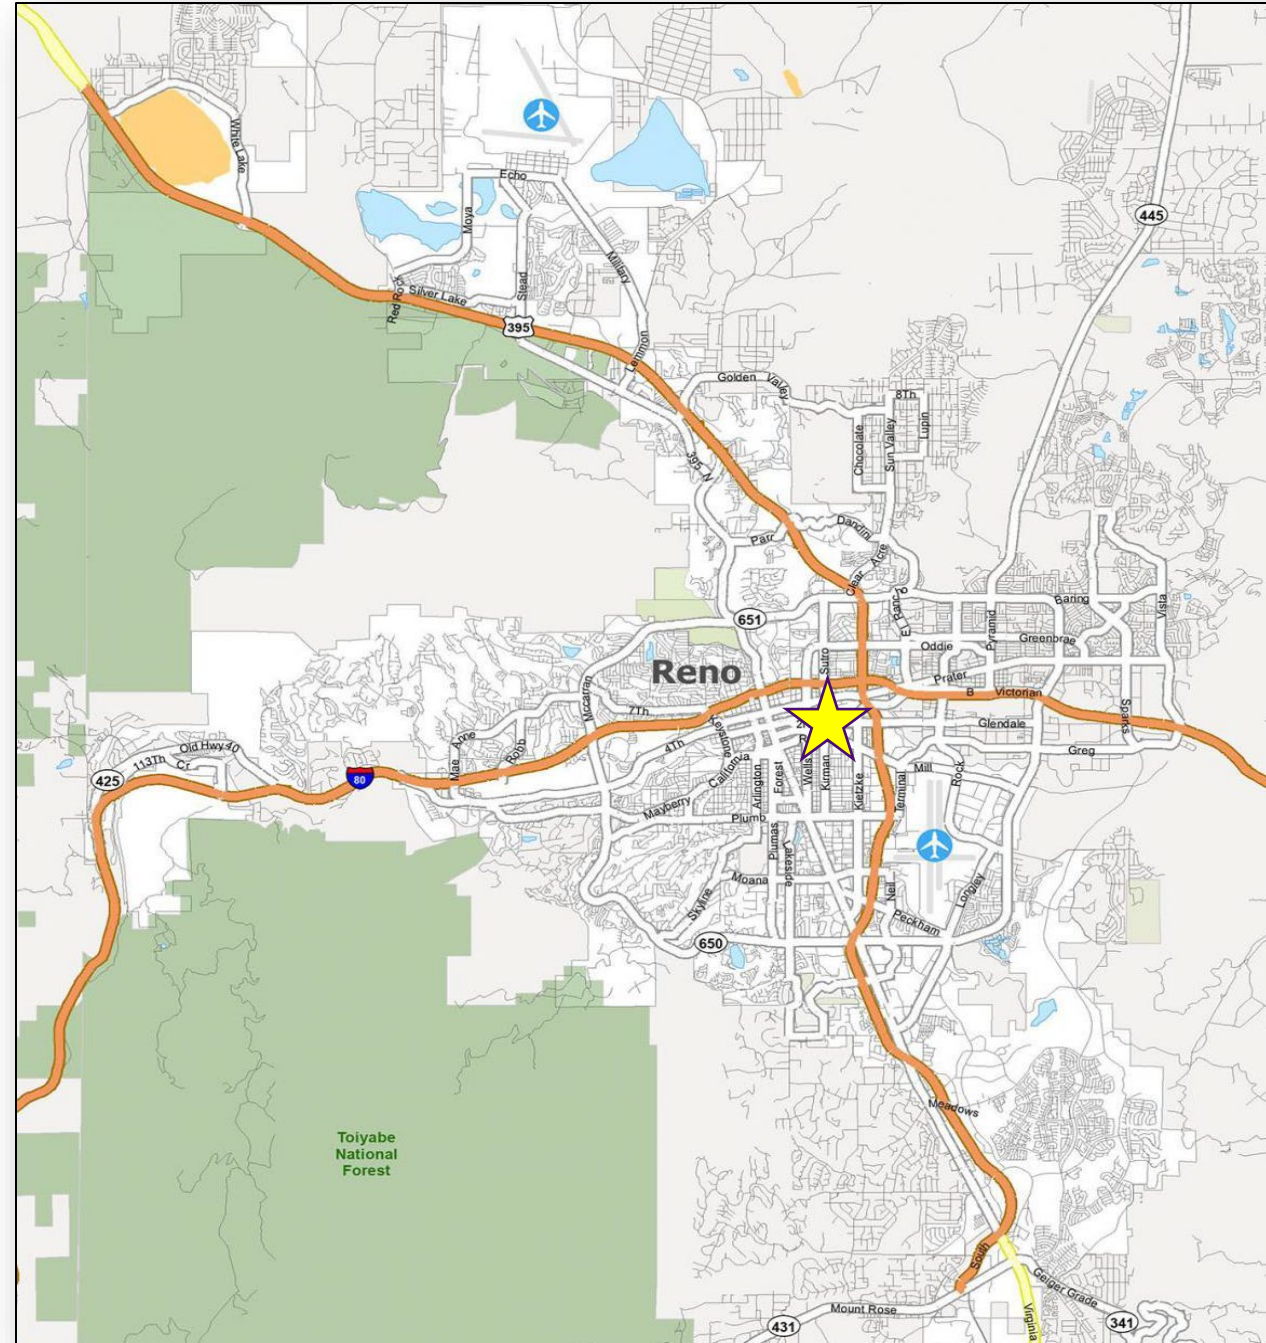 White Lake
Echo
Moya
445
Military
Red Rock
Silver Lake
Stead
395
Lemmon
Golden Valley
8Th
Lupin
Chocolate
Sun Valley
395 N
Dandini
Parr
Acre
Clear
El Ranch
Baring
Vista
651
Pyramid
Greenbrae
Oddie
Sutro
Reno
Prater
B
Victorian
Mccarran
7Th
Keystone
Sparks
Glendale
4Th
Greg
Old Hwy 40
Mae Anne
Robb
113Th
Cr
425
80
California
Arlington
Forest
Wells
Kirman
Kietzke
Terminal
Mill
Rock
Mayberry
Plumb
Plumas
Lakeside
Moana
Skyline
Neil
Longley
Peckham
650
Meadows
Toiyabe
National
Forest
South
Geiger Grade
Mount Rose
Virginia
431
341